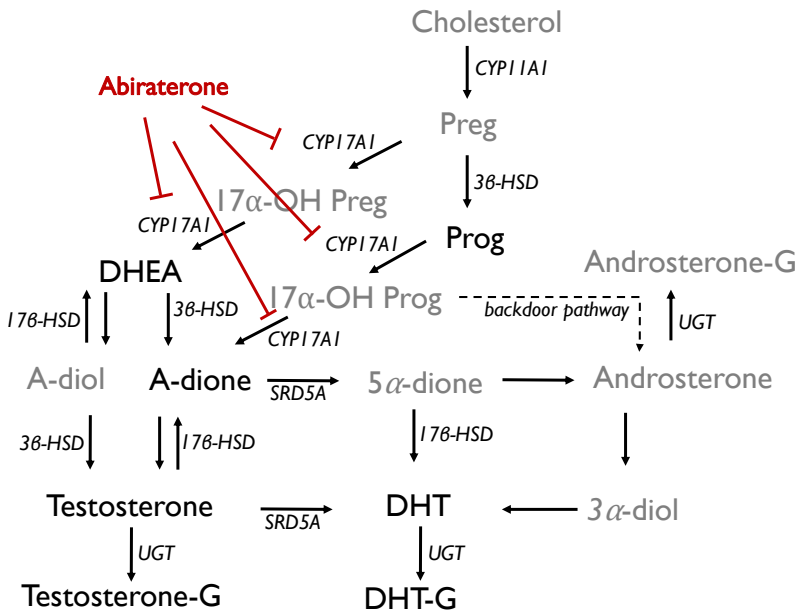 Cholesterol
CYP11A1
Abiraterone
Preg
CYP17A1
3β-HSD
17α-OH Preg
CYP17A1
Prog
CYP17A1
DHEA
Androsterone-G
17α-OH Prog
17β-HSD
3β-HSD
backdoor pathway
UGT
CYP17A1
A-diol
A-dione
SRD5A
5α-dione
Androsterone
3β-HSD
17β-HSD
17β-HSD
Testosterone
SRD5A
DHT
3α-diol
UGT
UGT
Testosterone-G
DHT-G